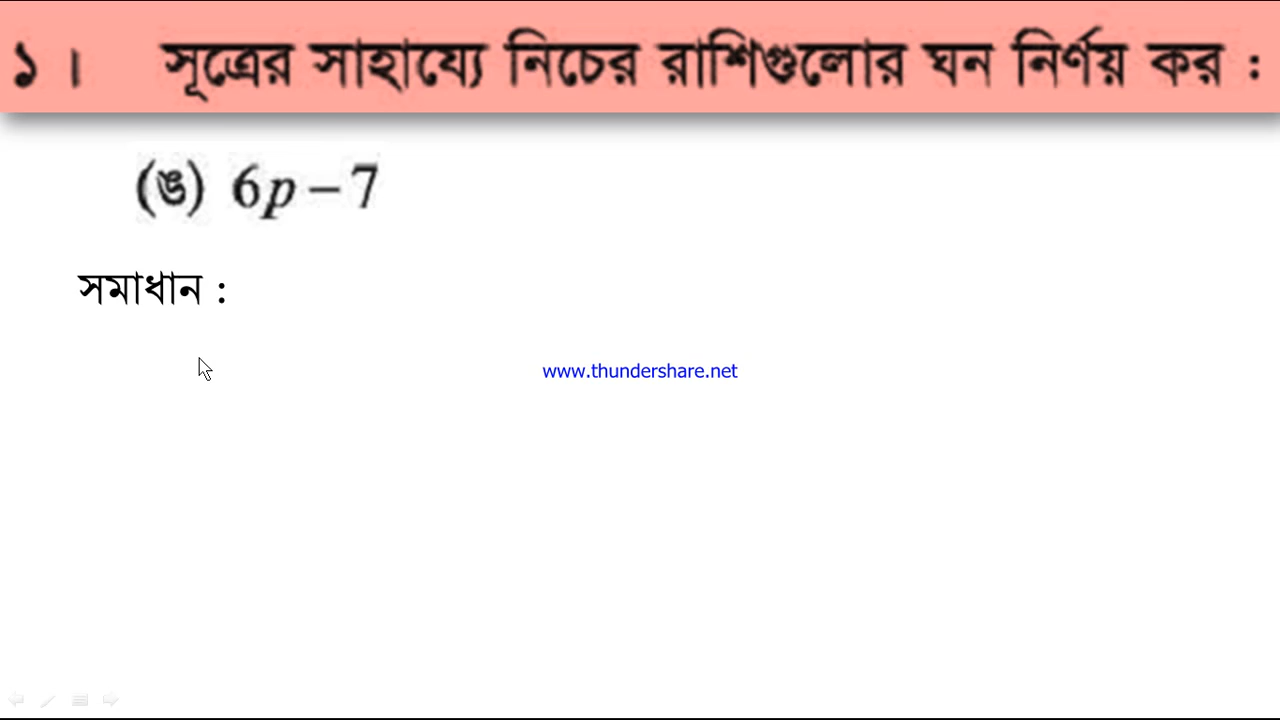 ১। সূত্রের সাহায্যে নিচের রাশিগুলোর ঘন নির্ণয় কর :
(ঙ) 6p – 7
সমাধান :
www.thundershare.net